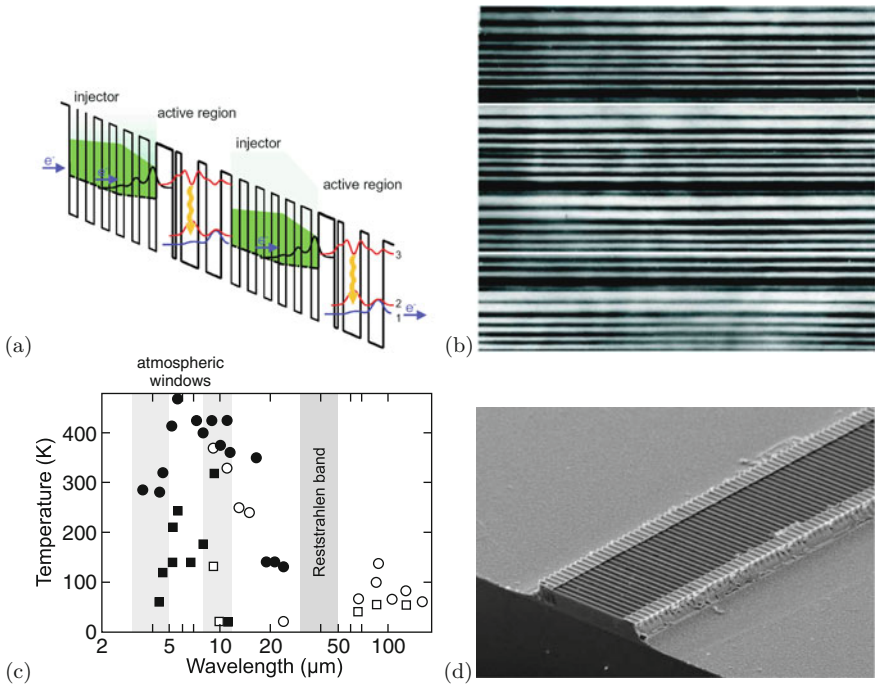 injector
active region
e-
e-
injector
active region
e-
3
2
1
e-
(a)
(b)
atmospheric
windows
Temperature (K)
400
300
200
100
0
Reststrahlen band
2
5
10
20
50
100
Wavelength (µm)
(c)
(d)